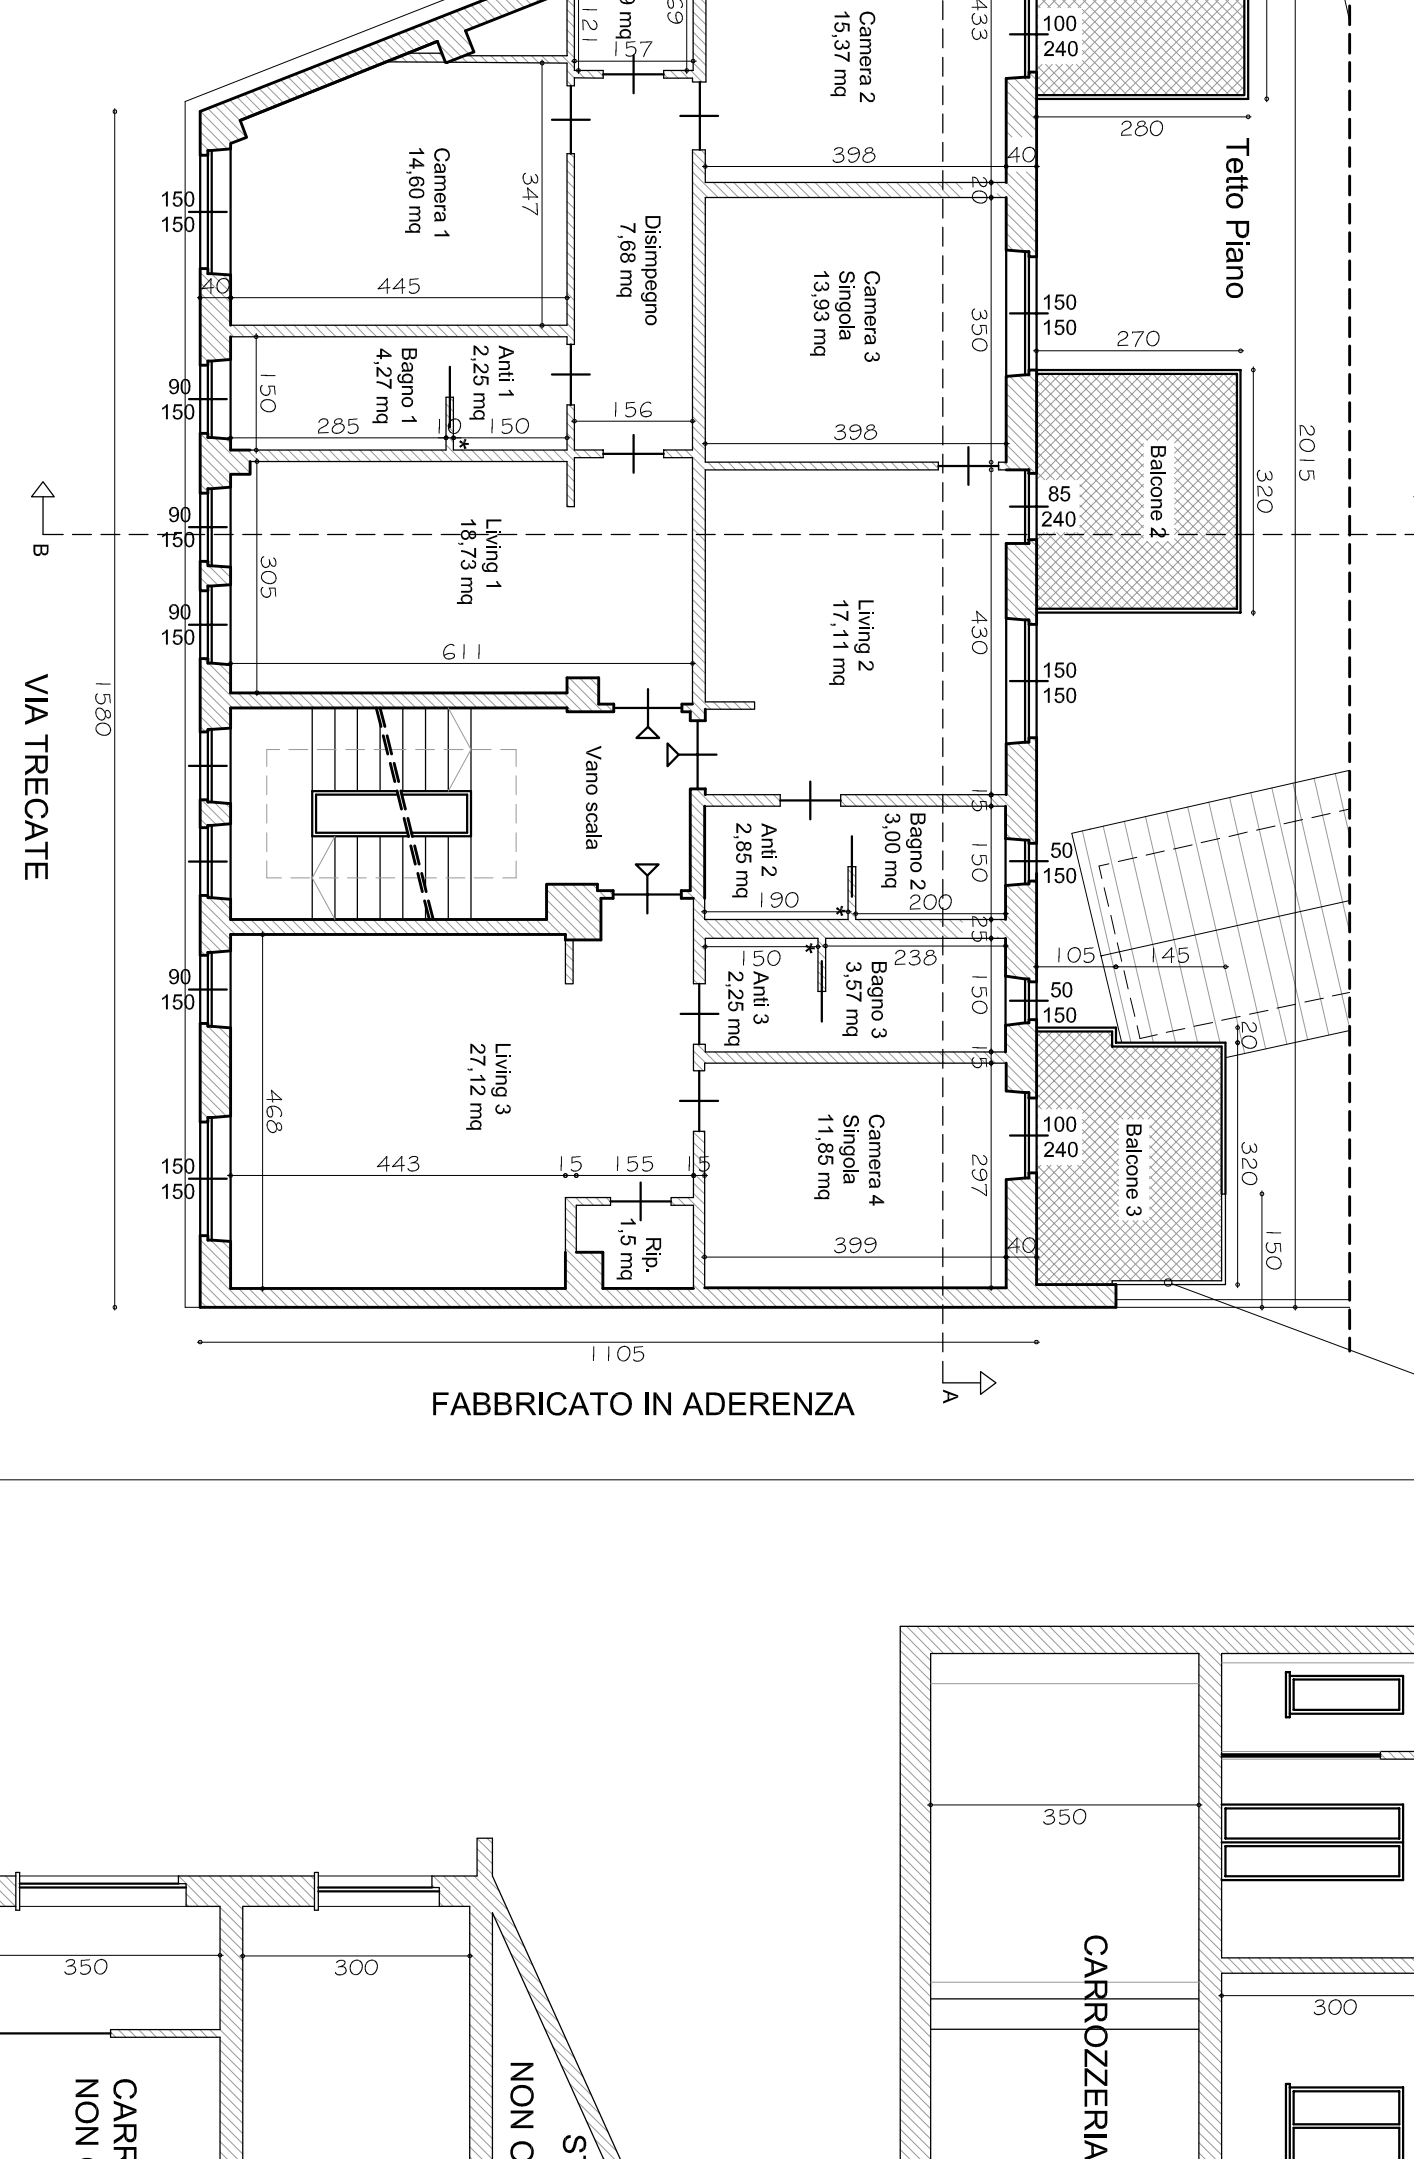 121
157
Camera 2
15,37 mq
433
100
240
280
Tetto Piano
398
40
20
Camera 1
14,60 mq
347
150
150
40
445
Disimpegno
7,68 mq
Camera 3
Singola
13,93 mq
350
150
150
270
Anti 1
2,25 mq
Bagno 1
4,27 mq
90
150
150
285
10
150
*
156
398
Balcone 2
320
2015
85
240
B
90
150
Living 1
18,73 mq
305
90
150
611
Living 2
17,11 mq
430
150
150
VIA TRECATE
1580
Vano scala
15
Anti 2
2,85 mq
Bagno 2
3,00 mq
150
50
150
190
*
200
25
150
*
238
105
145
Anti 3
2,25 mq
Bagno 3
3,57 mq
150
50
150
90
150
20
15
Living 3
27,12 mq
468
Camera 4
Singola
11,85 mq
297
100
240
Balcone 3
320
150
150
150
443
15
155
15
Rip.
1,5 mq
399
40
1105
A
FABBRICATO IN ADERENZA
350
CARROZZERIA
300
350
300
NON